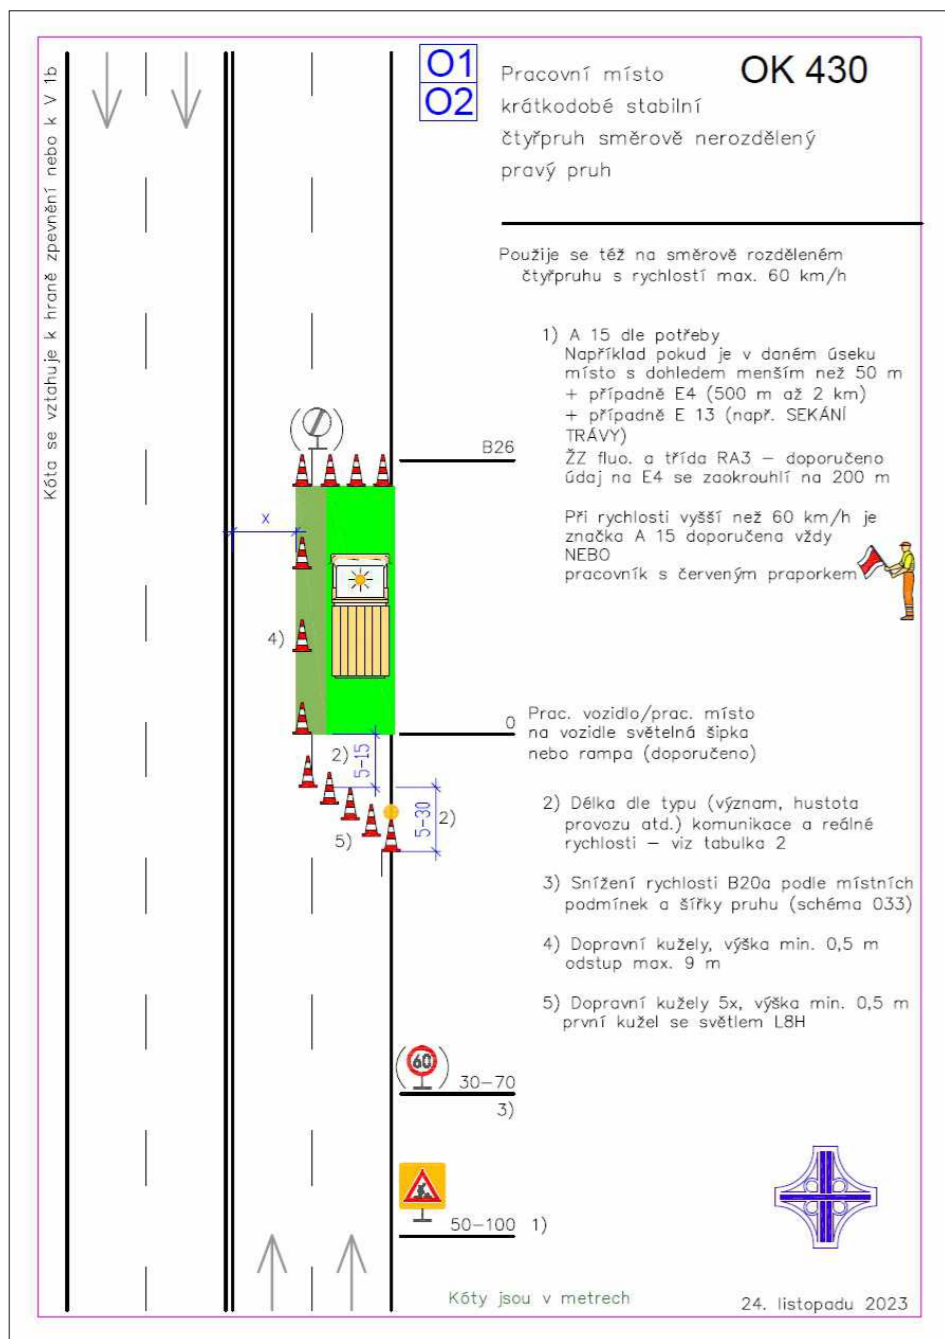 Kóta se vztahuje k hraně zpevnění nebo k V 1b
O1
O2
Pracovní místo
krátkodobé stabilní
čtyřpruh směrově nerozdělený
pravý pruh
OK 430
Použije se též na směrově rozděleném
čtyřpruhu s rychlostí max. 60 km/h
1) A 15 dle potřeby
Například pokud je v daném úseku
místo s dohledem menším než 50 m
+ případně E4 (500 m až 2 km)
+ případně E 13 (např. SEKÁNÍ
TRÁVY)
ŽZ fluo. a třída RA3 – doporučeno
údaj na E4 se zaokrouhlí na 200 m
Při rychlosti vyšší než 60 km/h je
značka A 15 doporučena vždy
NEBO
pracovník s červeným praporkem
B26
x
4)
0
Prac. vozidlo/prac. místo
na vozidle světelná šipka
nebo rampa (doporučeno)
2)
5-15
5-30
2)
5)
2) Délka dle typu (význam, hustota
provozu atd.) komunikace a reálné
rychlosti – viz tabulka 2
3) Snížení rychlosti B20a podle místních
podmínek a šířky pruhu (schéma 033)
4) Dopravní kužely, výška min. 0,5 m
odstup max. 9 m
5) Dopravní kužely 5x, výška min. 0,5 m
první kužel se světlem L8H
(60) 30-70
3)
50-100 1)
Kóty jsou v metrech
24. listopadu 2023